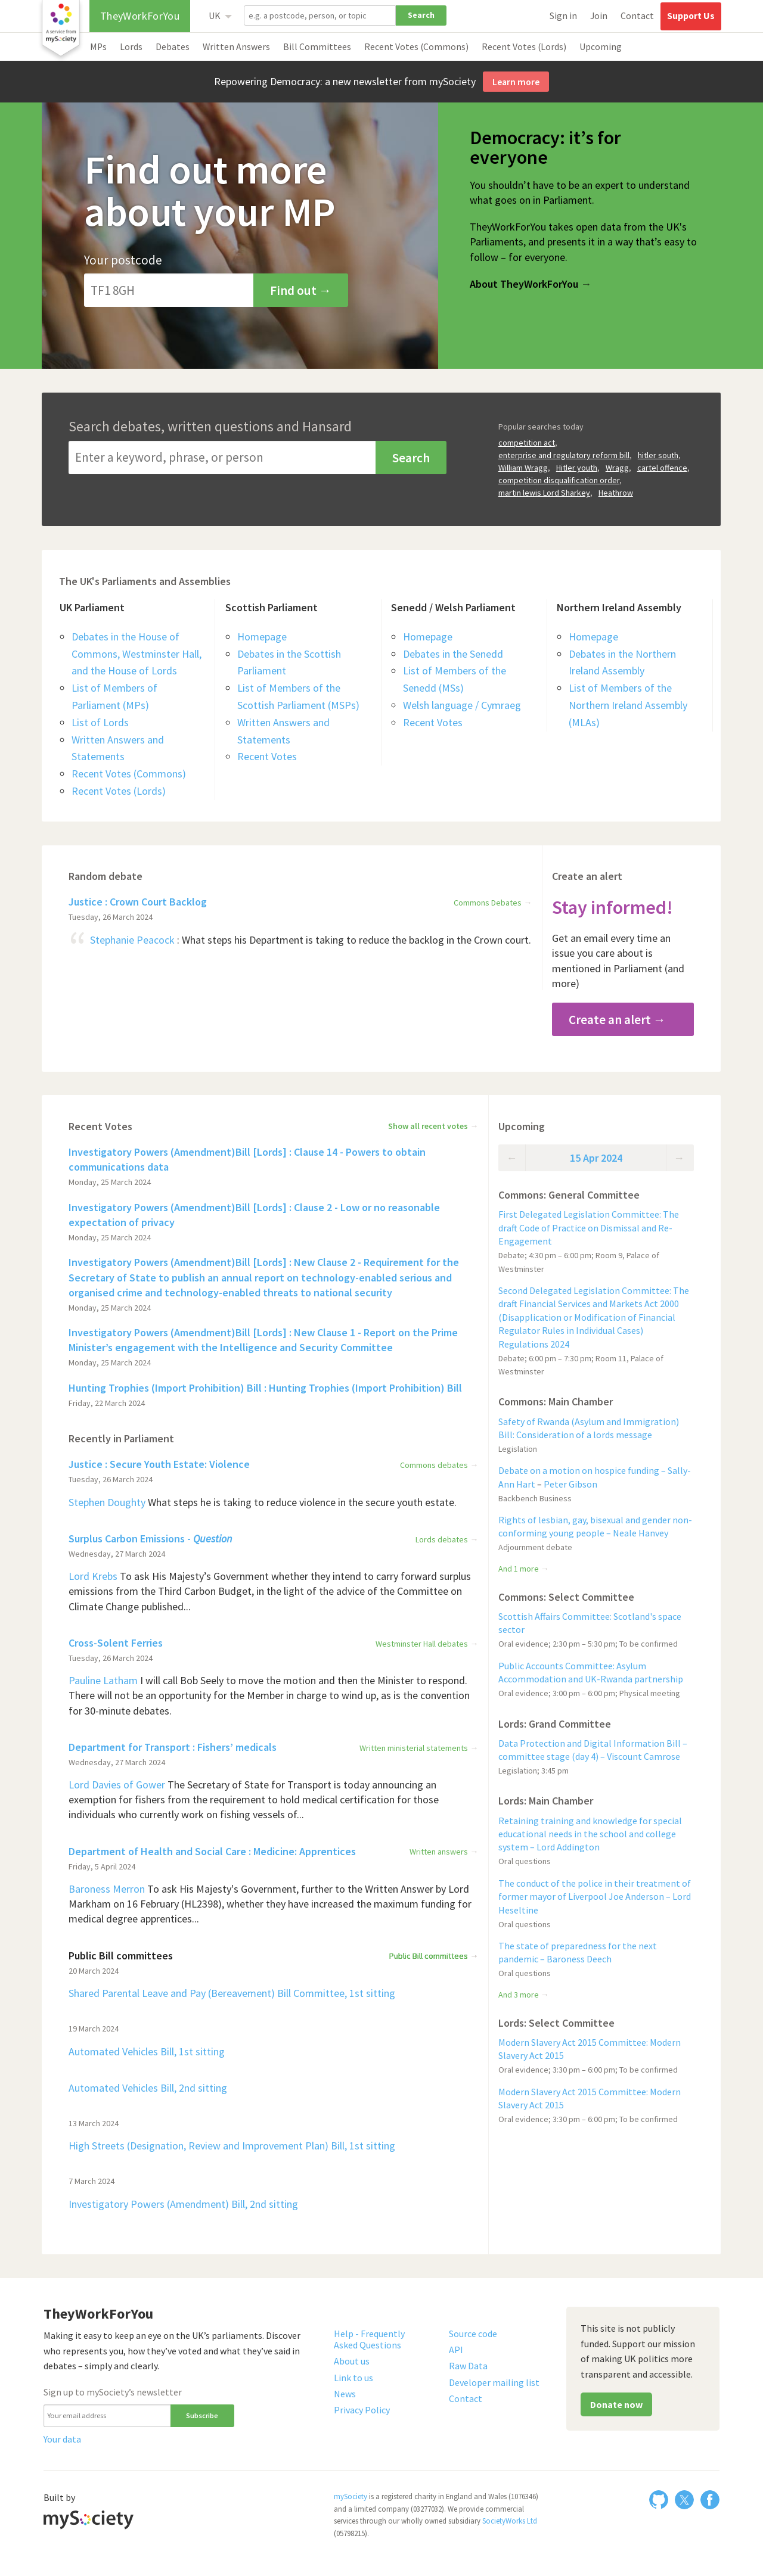 A service from
mySociety
TheyWorkForYou
UK
e.g. a postcode, person, or topic
Search
Sign in
Join
Contact
Support Us
MPs
Lords
Debates
Written Answers
Bill Committees
Recent Votes (Commons)
Recent Votes (Lords)
Upcoming
Repowering Democracy: a new newsletter from mySociety
Learn more
Find out more
about your MP
Your postcode
TF1 8GH
Find out →
Democracy: it’s for
everyone
You shouldn’t have to be an expert to understand
what goes on in Parliament.
TheyWorkForYou takes open data from the UK’s
Parliaments, and presents it in a way that’s easy to
follow – for everyone.
About TheyWorkForYou →
Search debates, written questions and Hansard
Enter a keyword, phrase, or person
Search
Popular searches today
competition act,
enterprise and regulatory reform bill, hitler south,
William Wragg, Hitler youth, Wragg, cartel offence,
competition disqualification order,
martin lewis Lord Sharkey, Heathrow
The UK's Parliaments and Assemblies
UK Parliament
Debates in the House of
Commons, Westminster Hall,
and the House of Lords
List of Members of
Parliament (MPs)
List of Lords
Written Answers and
Statements
Recent Votes (Commons)
Recent Votes (Lords)
Scottish Parliament
Homepage
Debates in the Scottish
Parliament
List of Members of the
Scottish Parliament (MSPs)
Written Answers and
Statements
Recent Votes
Senedd / Welsh Parliament
Homepage
Debates in the Senedd
List of Members of the
Senedd (MSs)
Welsh language / Cymraeg
Recent Votes
Northern Ireland Assembly
Homepage
Debates in the Northern
Ireland Assembly
List of Members of the
Northern Ireland Assembly
(MLAs)
Random debate
Justice : Crown Court Backlog
Commons Debates →
Tuesday, 26 March 2024
“ Stephanie Peacock : What steps his Department is taking to reduce the backlog in the Crown court.
Create an alert
Stay informed!
Get an email every time an
issue you care about is
mentioned in Parliament (and
more)
Create an alert →
Recent Votes
Show all recent votes →
Investigatory Powers (Amendment)Bill [Lords] : Clause 14 - Powers to obtain
communications data
Monday, 25 March 2024
Investigatory Powers (Amendment)Bill [Lords] : Clause 2 - Low or no reasonable
expectation of privacy
Monday, 25 March 2024
Investigatory Powers (Amendment)Bill [Lords] : New Clause 2 - Requirement for the
Secretary of State to publish an annual report on technology-enabled serious and
organised crime and technology-enabled threats to national security
Monday, 25 March 2024
Investigatory Powers (Amendment)Bill [Lords] : New Clause 1 - Report on the Prime
Minister’s engagement with the Intelligence and Security Committee
Monday, 25 March 2024
Hunting Trophies (Import Prohibition) Bill : Hunting Trophies (Import Prohibition) Bill
Friday, 22 March 2024
Recently in Parliament
Justice : Secure Youth Estate: Violence
Commons debates →
Tuesday, 26 March 2024
Stephen Doughty What steps he is taking to reduce violence in the secure youth estate.
Surplus Carbon Emissions - Question
Lords debates →
Wednesday, 27 March 2024
Lord Krebs To ask His Majesty’s Government whether they intend to carry forward surplus
emissions from the Third Carbon Budget, in the light of the advice of the Committee on
Climate Change published...
Cross-Solent Ferries
Westminster Hall debates →
Tuesday, 26 March 2024
Pauline Latham I will call Bob Seely to move the motion and then the Minister to respond.
There will not be an opportunity for the Member in charge to wind up, as is the convention
for 30-minute debates.
Department for Transport : Fishers’ medicals
Written ministerial statements →
Wednesday, 27 March 2024
Lord Davies of Gower The Secretary of State for Transport is today announcing an
exemption for fishers from the requirement to hold medical certification for those
individuals who currently work on fishing vessels of...
Department of Health and Social Care : Medicine: Apprentices
Written answers →
Friday, 5 April 2024
Baroness Merron To ask His Majesty's Government, further to the Written Answer by Lord
Markham on 16 February (HL2398), whether they have increased the maximum funding for
medical degree apprentices...
Public Bill committees
Public Bill committees →
20 March 2024
Shared Parental Leave and Pay (Bereavement) Bill Committee, 1st sitting
19 March 2024
Automated Vehicles Bill, 1st sitting
Automated Vehicles Bill, 2nd sitting
13 March 2024
High Streets (Designation, Review and Improvement Plan) Bill, 1st sitting
7 March 2024
Investigatory Powers (Amendment) Bill, 2nd sitting
Upcoming
← 15 Apr 2024 →
Commons: General Committee
First Delegated Legislation Committee: The
draft Code of Practice on Dismissal and Re-
Engagement
Debate; 4:30 pm – 6:00 pm; Room 9, Palace of
Westminster
Second Delegated Legislation Committee: The
draft Financial Services and Markets Act 2000
(Disapplication or Modification of Financial
Regulator Rules in Individual Cases)
Regulations 2024
Debate; 6:00 pm – 7:30 pm; Room 11, Palace of
Westminster
Commons: Main Chamber
Safety of Rwanda (Asylum and Immigration)
Bill: Consideration of a lords message
Legislation
Debate on a motion on hospice funding – Sally-
Ann Hart – Peter Gibson
Backbench Business
Rights of lesbian, gay, bisexual and gender non-
conforming young people – Neale Hanvey
Adjournment debate
And 1 more →
Commons: Select Committee
Scottish Affairs Committee: Scotland's space
sector
Oral evidence; 2:30 pm – 5:30 pm; To be confirmed
Public Accounts Committee: Asylum
Accommodation and UK-Rwanda partnership
Oral evidence; 3:00 pm – 6:00 pm; Physical meeting
Lords: Grand Committee
Data Protection and Digital Information Bill –
committee stage (day 4) – Viscount Camrose
Legislation; 3:45 pm
Lords: Main Chamber
Retaining training and knowledge for special
educational needs in the school and college
system – Lord Addington
Oral questions
The conduct of the police in their treatment of
former mayor of Liverpool Joe Anderson – Lord
Heseltine
Oral questions
The state of preparedness for the next
pandemic – Baroness Deech
Oral questions
And 3 more →
Lords: Select Committee
Modern Slavery Act 2015 Committee: Modern
Slavery Act 2015
Oral evidence; 3:30 pm – 6:00 pm; To be confirmed
Modern Slavery Act 2015 Committee: Modern
Slavery Act 2015
Oral evidence; 3:30 pm – 6:00 pm; To be confirmed
TheyWorkForYou
Making it easy to keep an eye on the UK’s parliaments. Discover
who represents you, how they’ve voted and what they’ve said in
debates – simply and clearly.
Sign up to mySociety’s newsletter
Your email address
Subscribe
Your data
Help - Frequently
Asked Questions
About us
Link to us
News
Privacy Policy
Source code
API
Raw Data
Developer mailing list
Contact
This site is not publicly
funded. Support our mission
of making UK politics more
transparent and accessible.
Donate now
Built by
mySociety
mySociety is a registered charity in England and Wales (1076346)
and a limited company (03277032). We provide commercial
services through our wholly owned subsidiary SocietyWorks Ltd
(05798215).